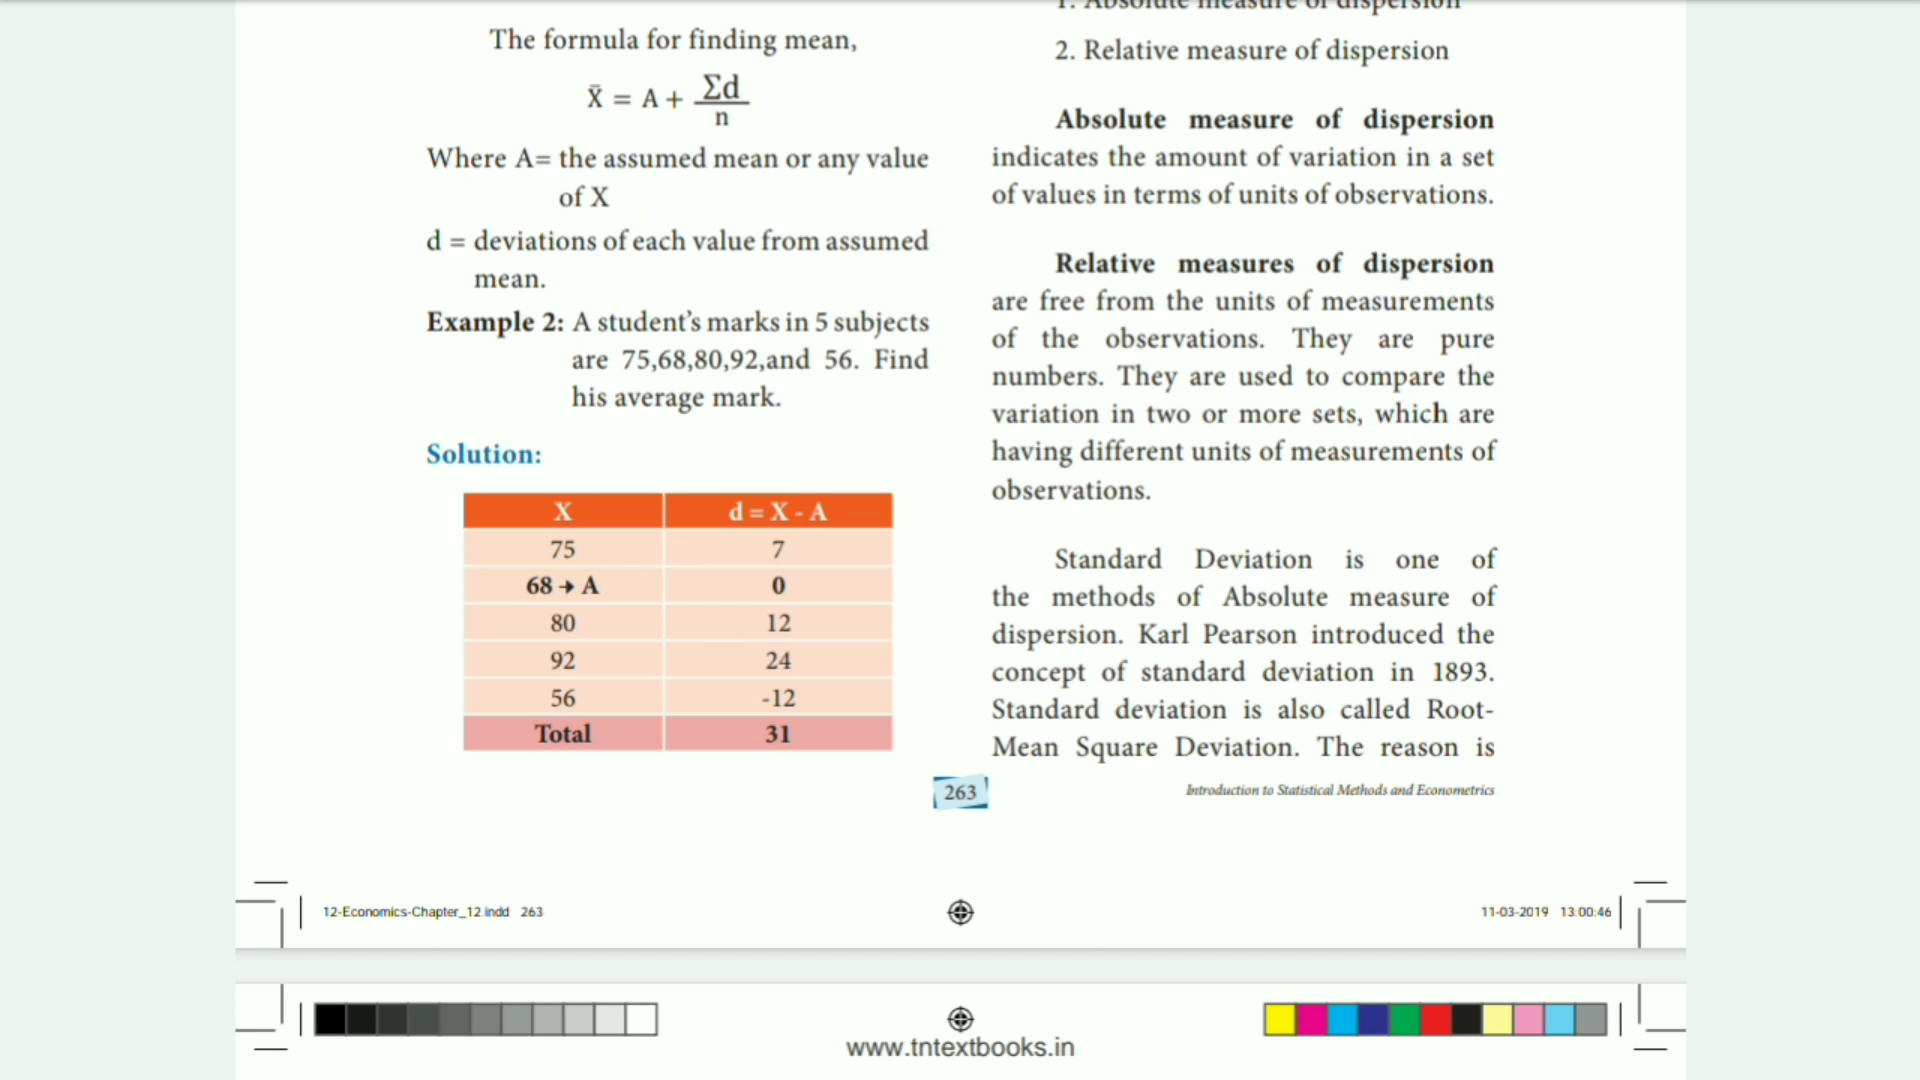 The formula for finding mean,
X̄ = A + Σd
n
Where A= the assumed mean or any value
of X
d = deviations of each value from assumed
mean.
Example 2: A student's marks in 5 subjects
are 75,68,80,92,and 56. Find
his average mark.
Solution:
X d = X - A
75 7
68 → A 0
80 12
92 24
56 -12
Total 31
1. Absolute measure of dispersion
2. Relative measure of dispersion
Absolute measure of dispersion
indicates the amount of variation in a set
of values in terms of units of observations.
Relative measures of dispersion
are free from the units of measurements
of the observations. They are pure
numbers. They are used to compare the
variation in two or more sets, which are
having different units of measurements of
observations.
Standard Deviation is one of
the methods of Absolute measure of
dispersion. Karl Pearson introduced the
concept of standard deviation in 1893.
Standard deviation is also called Root-
Mean Square Deviation. The reason is
263
Introduction to Statistical Methods and Econometrics
12-Economics-Chapter_12.indd 263
11-03-2019 13:00:46
www.tntextbooks.in